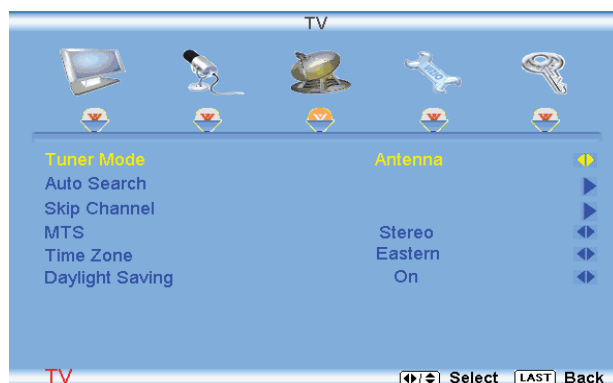 TV
Tuner Mode Antenna
Auto Search
Skip Channel
MTS Stereo
Time Zone Eastern
Daylight Saving On
TV Select LAST Back